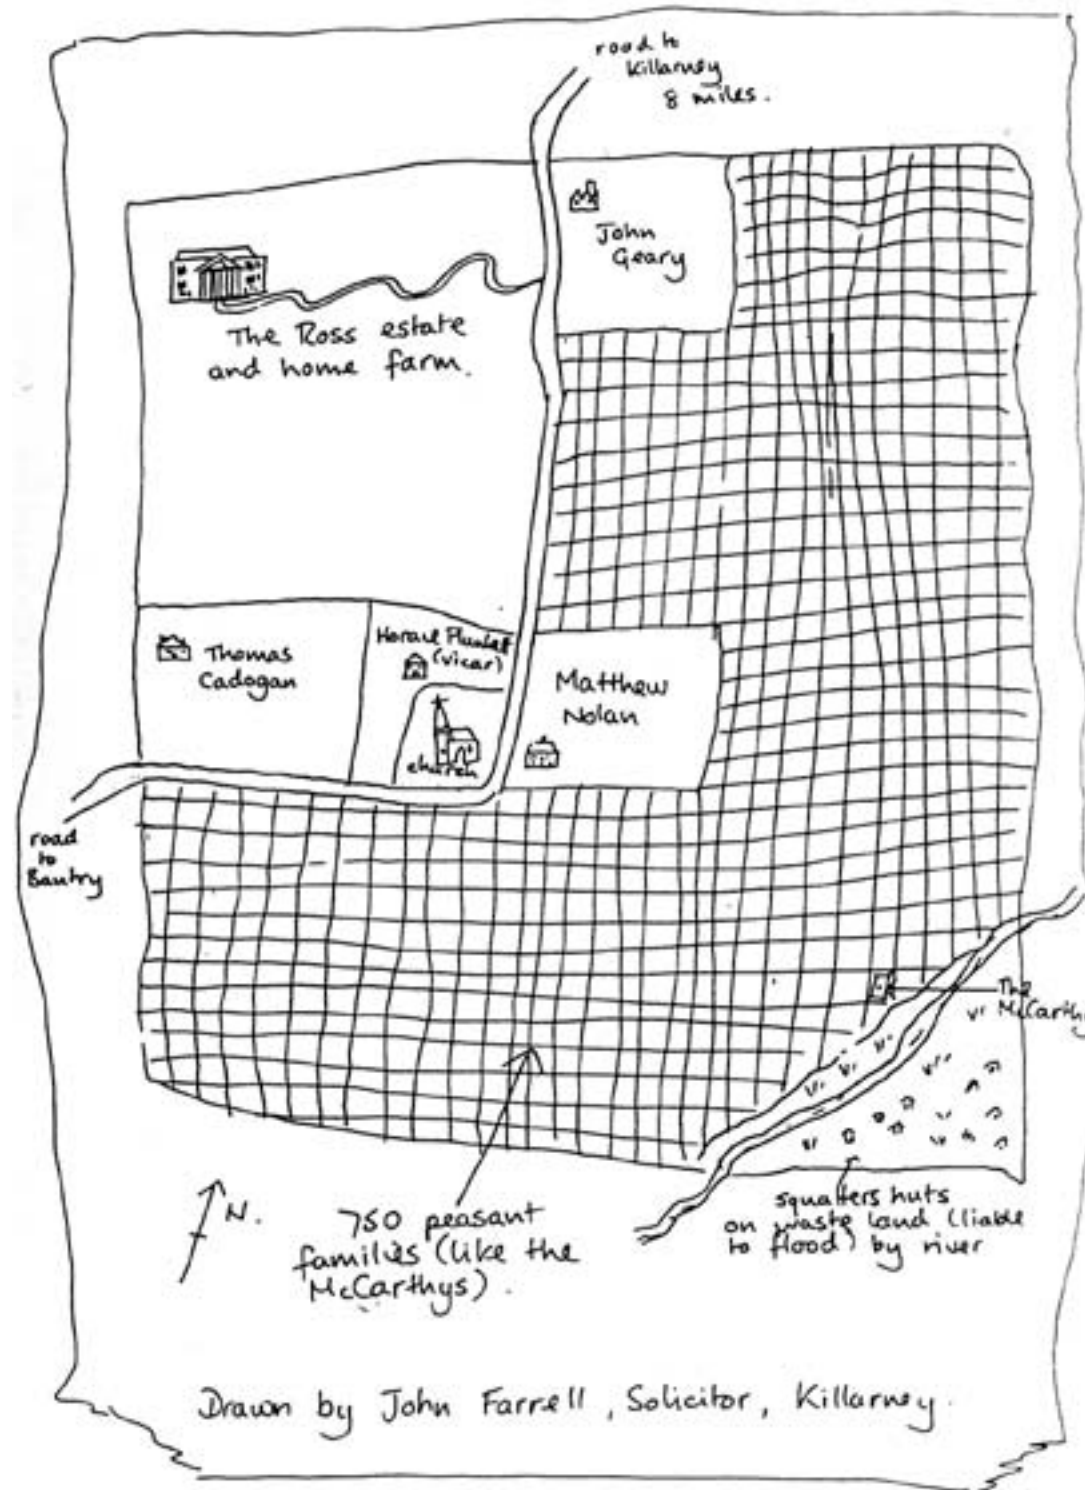 road to
Killarney
8 miles.
John
Geary
The Ross estate
and home farm.
Thomas
Cadogan
Horace Plunket
(vicar)
church
Matthew
Nolan
road
to
Bantry
The
McCarthy
N.
750 peasant
families (like the
McCarthys).
squatters huts
on waste land (liable
to flood) by river
Drawn by John Farrell, Solicitor, Killarney.